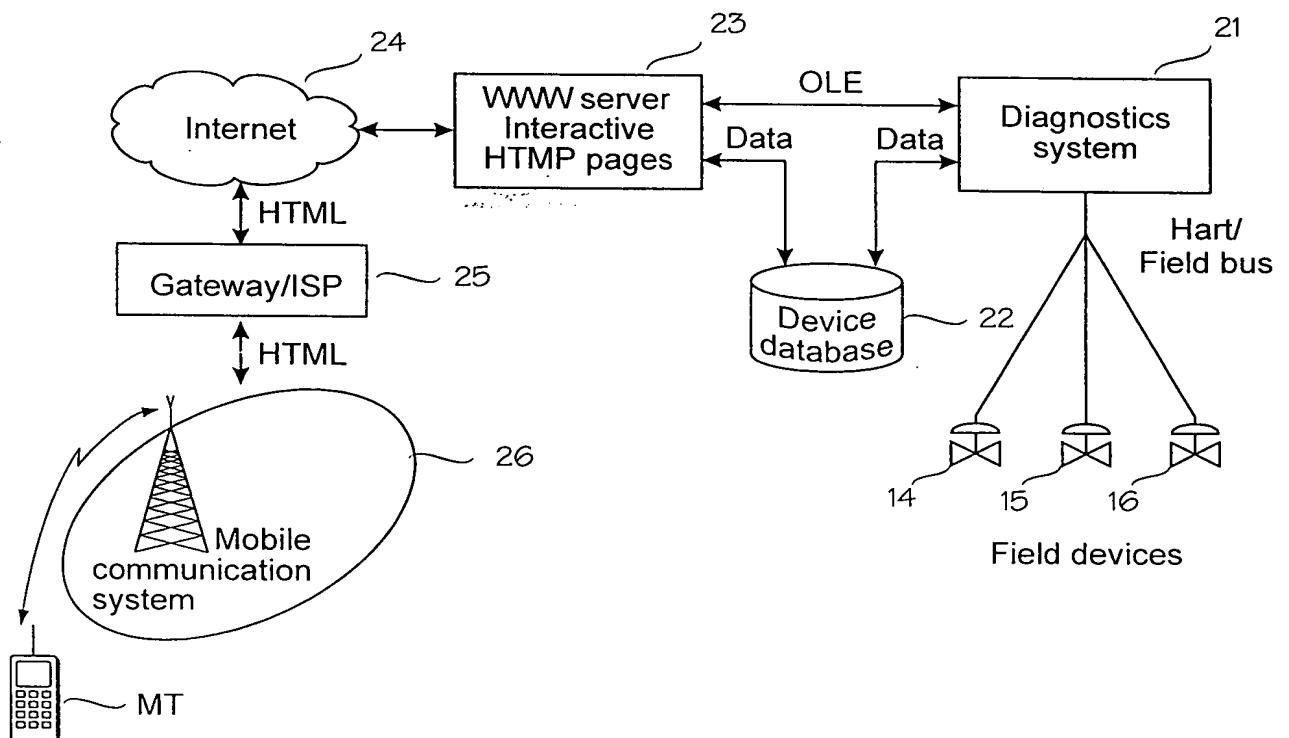 24
23
21
Internet
WWW server
Interactive
HTMP pages
OLE
Data
Data
Diagnostics
system
HTML
Hart/
Field bus
Gateway/ISP
25
Device
database
22
HTML
26
14
15
16
Mobile
communication
system
Field devices
MT